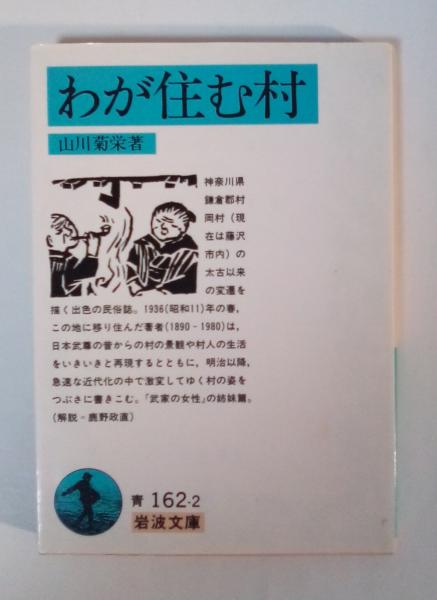 わが住む村
山川菊栄著
神奈川県
鎌倉郡村
岡村（現
在は藤沢
市内）の
太古以来
の変遷を
描く出色の民俗誌。1936(昭和11)年の春,
この地に移り住んだ著者(1890‐1980)は,
日本武尊の昔からの村の景観や村人の生活
をいきいきと再現するとともに, 明治以降,
急速な近代化の中で激変してゆく村の姿を
つぶさに書きこむ。『武家の女性』の姉妹篇。
(解説＝鹿野政直)
青 162-2
岩波文庫